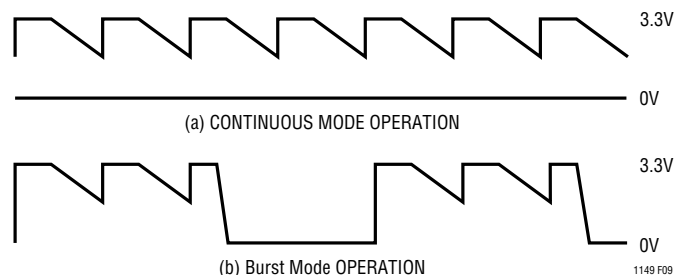 3.3V
0V
(a) CONTINUOUS MODE OPERATION
3.3V
0V
(b) Burst Mode OPERATION
1149 F09